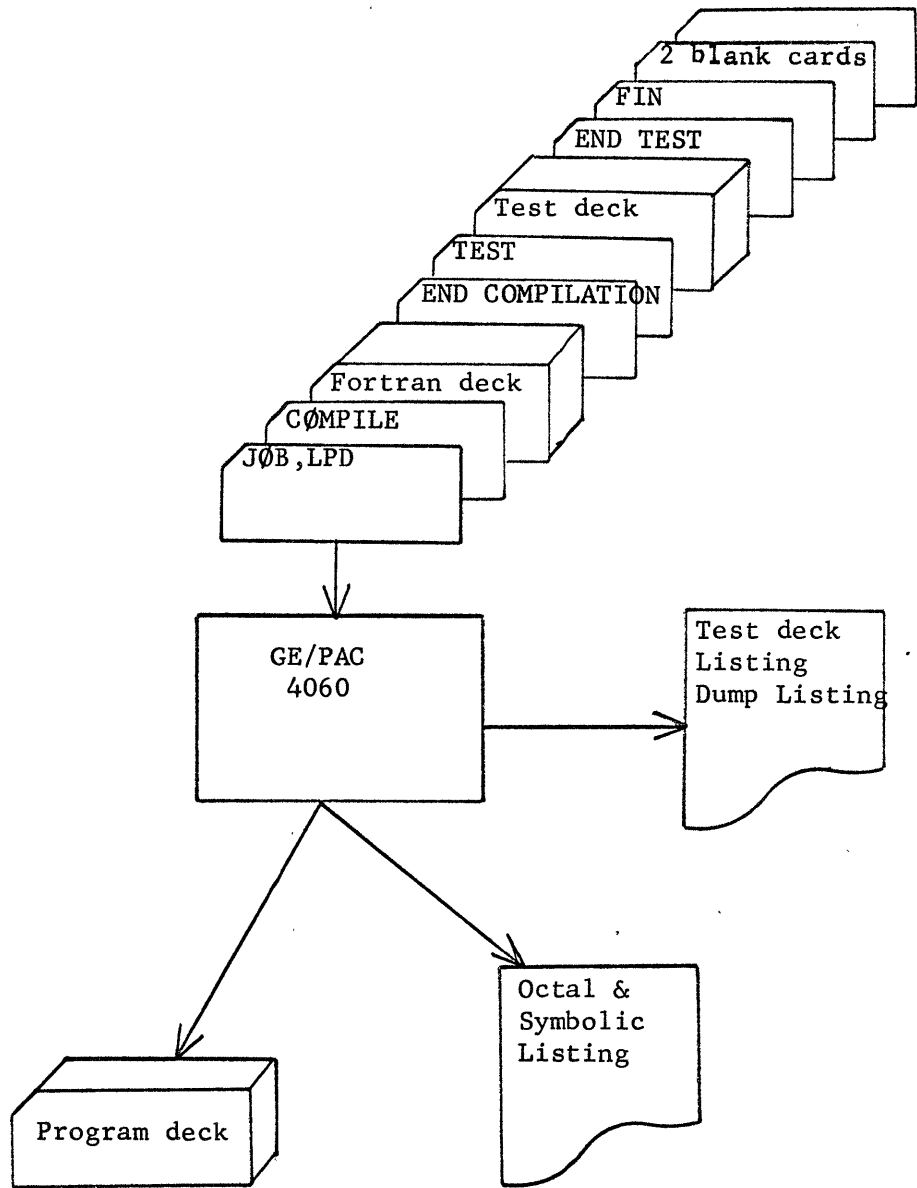 2 blank cards
FIN
END TEST
Test deck
TEST
END COMPILATION
Fortran deck
CØMPILE
JØB,LPD
GE/PAC
4060
Test deck
Listing
Dump Listing
Octal &
Symbolic
Listing
Program deck